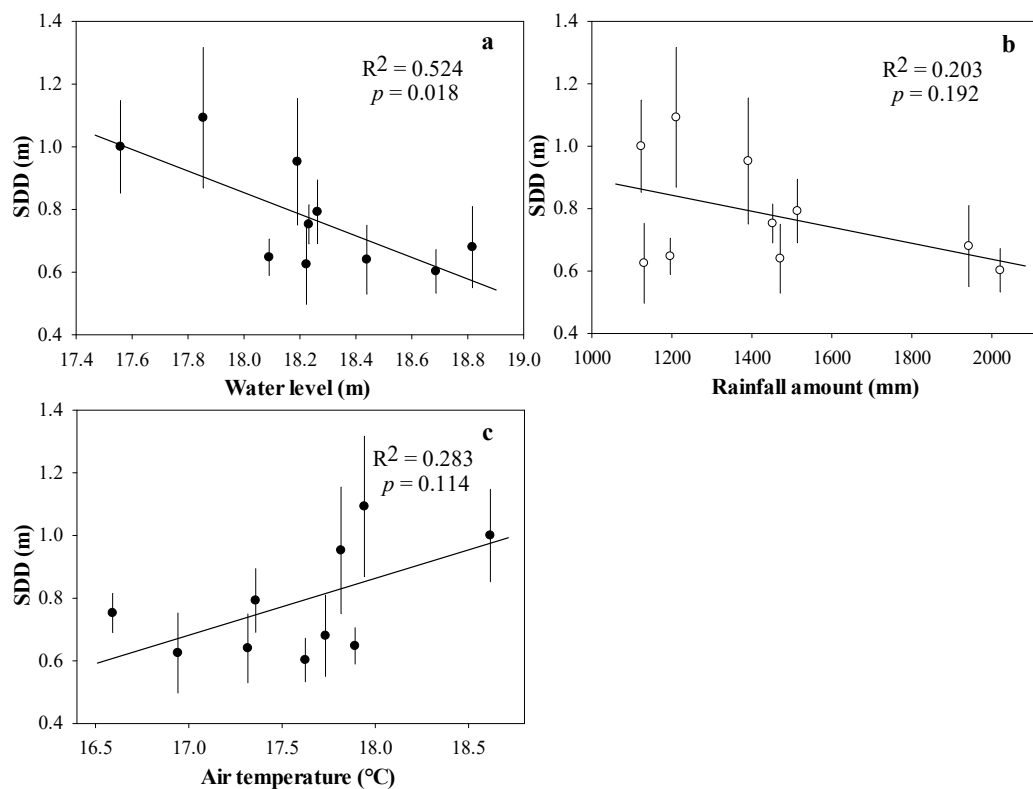 a
R² = 0.524
p = 0.018
1.4
1.2
1.0
0.8
0.6
0.4
SDD (m)
17.4 17.6 17.8 18.0 18.2 18.4 18.6 18.8 19.0
Water level (m)
b
R² = 0.203
p = 0.192
1.4
1.2
1.0
0.8
0.6
0.4
SDD (m)
1000 1200 1400 1600 1800 2000
Rainfall amount (mm)
c
R² = 0.283
p = 0.114
1.4
1.2
1.0
0.8
0.6
0.4
SDD (m)
16.5 17.0 17.5 18.0 18.5
Air temperature (°C)